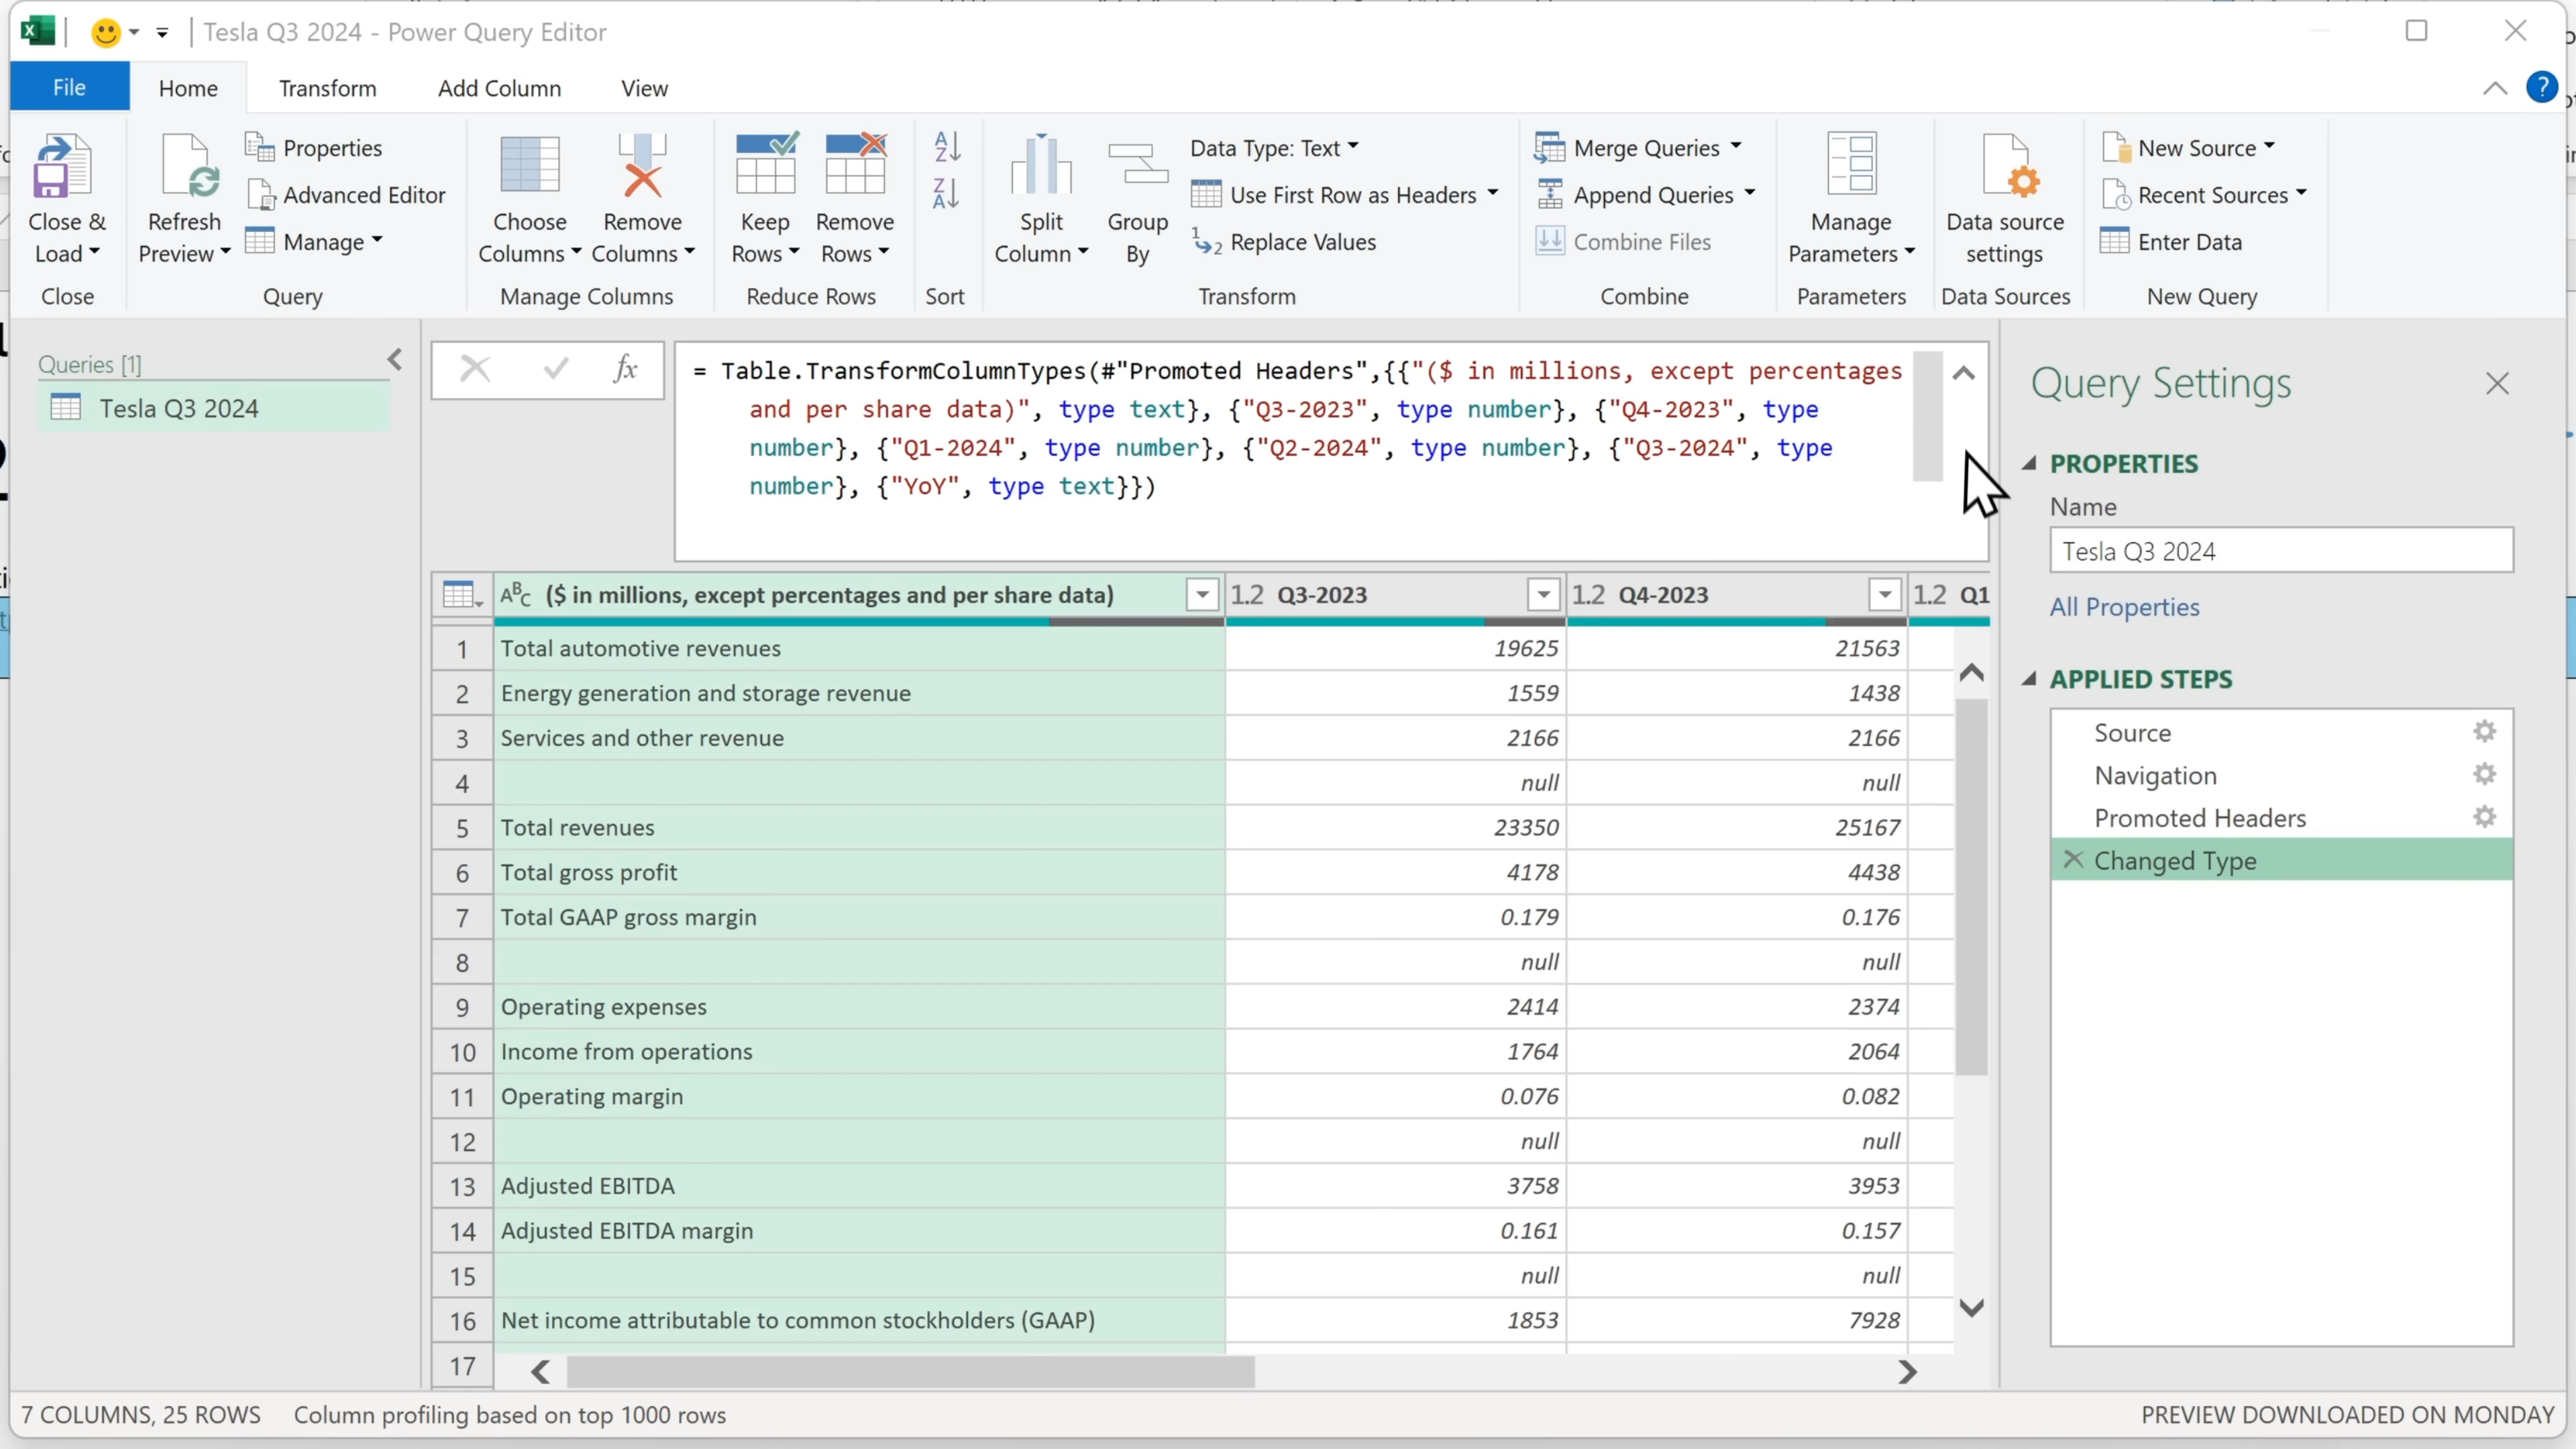 Tesla Q3 2024 - Power Query Editor
File Home Transform Add Column View
Close & Load
Close
Refresh Preview
Properties
Advanced Editor
Manage
Query
Choose Columns
Remove Columns
Manage Columns
Keep Rows
Remove Rows
Reduce Rows
Sort
Split Column
Group By
Data Type: Text
Use First Row as Headers
Replace Values
Transform
Merge Queries
Append Queries
Combine Files
Combine
Manage Parameters
Parameters
Data source settings
Data Sources
New Source
Recent Sources
Enter Data
New Query
Queries [1]
Tesla Q3 2024
fx
= Table.TransformColumnTypes(#"Promoted Headers",{{"($ in millions, except percentages
and per share data)", type text}, {"Q3-2023", type number}, {"Q4-2023", type
number}, {"Q1-2024", type number}, {"Q2-2024", type number}, {"Q3-2024", type
number}, {"YoY", type text}})
ABC ($ in millions, except percentages and per share data) 1.2 Q3-2023 1.2 Q4-2023 1.2 Q1
1 Total automotive revenues 19625 21563
2 Energy generation and storage revenue 1559 1438
3 Services and other revenue 2166 2166
4 null null
5 Total revenues 23350 25167
6 Total gross profit 4178 4438
7 Total GAAP gross margin 0.179 0.176
8 null null
9 Operating expenses 2414 2374
10 Income from operations 1764 2064
11 Operating margin 0.076 0.082
12 null null
13 Adjusted EBITDA 3758 3953
14 Adjusted EBITDA margin 0.161 0.157
15 null null
16 Net income attributable to common stockholders (GAAP) 1853 7928
17
Query Settings
PROPERTIES
Name
Tesla Q3 2024
All Properties
APPLIED STEPS
Source
Navigation
Promoted Headers
Changed Type
7 COLUMNS, 25 ROWS Column profiling based on top 1000 rows
PREVIEW DOWNLOADED ON MONDAY